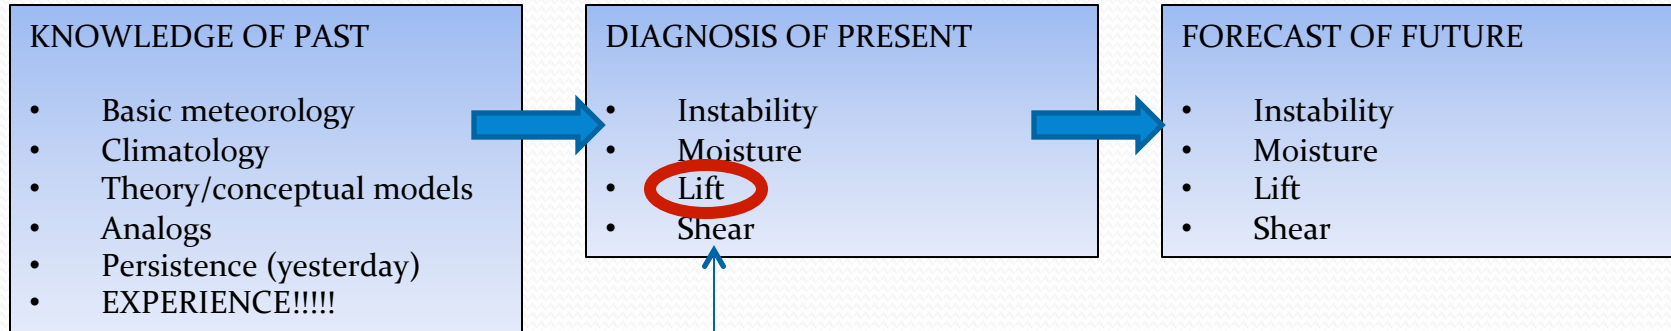 KNOWLEDGE OF PAST
• Basic meteorology
• Climatology
• Theory/conceptual models
• Analogs
• Persistence (yesterday)
• EXPERIENCE!!!!!
DIAGNOSIS OF PRESENT
• Instability
• Moisture
• Lift
• Shear
FORECAST OF FUTURE
• Instability
• Moisture
• Lift
• Shear